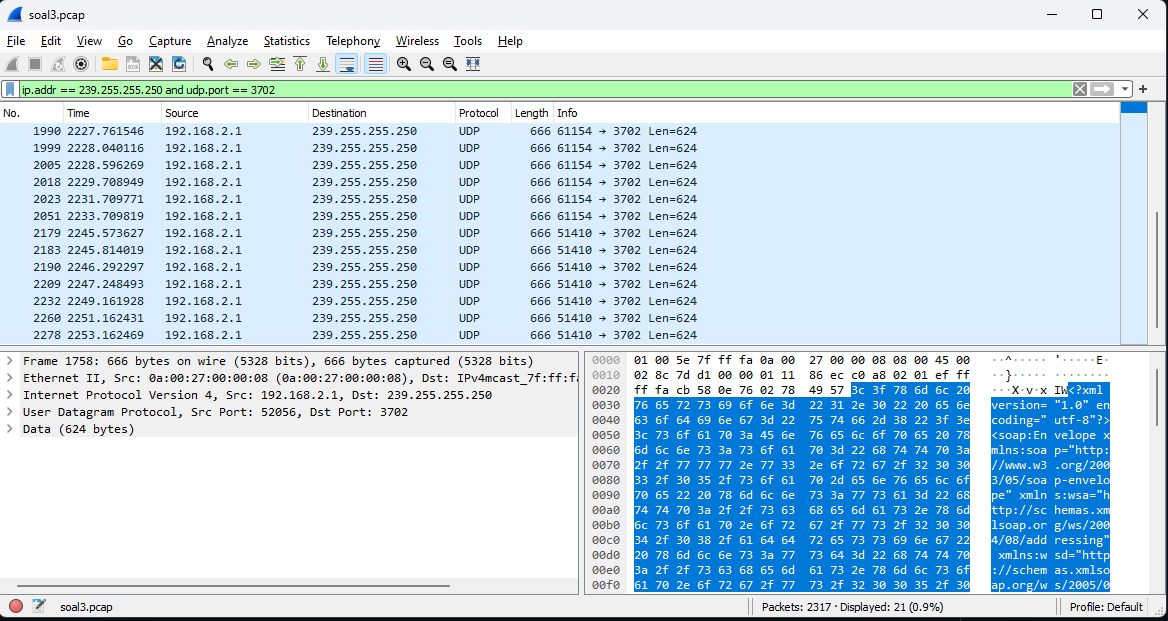 soal3.pcap
File Edit View Go Capture Analyze Statistics Telephony Wireless Tools Help
ip.addr == 239.255.255.250 and udp.port == 3702
No. Time Source Destination Protocol Length Info
1990 2227.761546 192.168.2.1 239.255.255.250 UDP 666 61154 → 3702 Len=624
1999 2228.040116 192.168.2.1 239.255.255.250 UDP 666 61154 → 3702 Len=624
2005 2228.596269 192.168.2.1 239.255.255.250 UDP 666 61154 → 3702 Len=624
2018 2229.708949 192.168.2.1 239.255.255.250 UDP 666 61154 → 3702 Len=624
2023 2231.709771 192.168.2.1 239.255.255.250 UDP 666 61154 → 3702 Len=624
2051 2233.709819 192.168.2.1 239.255.255.250 UDP 666 61154 → 3702 Len=624
2179 2245.573627 192.168.2.1 239.255.255.250 UDP 666 51410 → 3702 Len=624
2183 2245.814019 192.168.2.1 239.255.255.250 UDP 666 51410 → 3702 Len=624
2190 2246.292297 192.168.2.1 239.255.255.250 UDP 666 51410 → 3702 Len=624
2209 2247.248493 192.168.2.1 239.255.255.250 UDP 666 51410 → 3702 Len=624
2232 2249.161928 192.168.2.1 239.255.255.250 UDP 666 51410 → 3702 Len=624
2260 2251.162431 192.168.2.1 239.255.255.250 UDP 666 51410 → 3702 Len=624
2278 2253.162469 192.168.2.1 239.255.255.250 UDP 666 51410 → 3702 Len=624
Frame 1758: 666 bytes on wire (5328 bits), 666 bytes captured (5328 bits)
Ethernet II, Src: 0a:00:27:00:00:08 (0a:00:27:00:00:08), Dst: IPv4mcast_7f:ff:fa
Internet Protocol Version 4, Src: 192.168.2.1, Dst: 239.255.255.250
User Datagram Protocol, Src Port: 52056, Dst Port: 3702
Data (624 bytes)
0000 01 00 5e 7f ff fa 0a 00 27 00 00 08 08 00 45 00 ··^····· '·····E·
0010 02 8c 7d d1 00 00 01 11 86 ec c0 a8 02 01 ef ff ··}····· ········
0020 ff fa cb 58 0e 76 02 78 49 57 3c 3f 78 6d 6c 20 ···X·v·x IW<?xml
0030 76 65 72 73 69 6f 6e 3d 22 31 2e 30 22 20 65 6e version= "1.0" en
0040 63 6f 64 69 6e 67 3d 22 75 74 66 2d 38 22 3f 3e coding=" utf-8"?>
0050 3c 73 6f 61 70 3a 45 6e 76 65 6c 6f 70 65 20 78 <soap:En velope x
0060 6d 6c 6e 73 3a 73 6f 61 70 3d 22 68 74 74 70 3a mlns:soa p="http:
0070 2f 2f 77 77 77 2e 77 33 2e 6f 72 67 2f 32 30 30 //www.w3 .org/200
0080 33 2f 30 35 2f 73 6f 61 70 2d 65 6e 76 65 6c 6f 3/05/soa p-envelo
0090 70 65 22 20 78 6d 6c 6e 73 3a 77 73 61 3d 22 68 pe" xmln s:wsa="h
00a0 74 74 70 3a 2f 2f 73 63 68 65 6d 61 73 2e 78 6d ttp://sc hemas.xm
00b0 6c 73 6f 61 70 2e 6f 72 67 2f 77 73 2f 32 30 30 lsoap.or g/ws/200
00c0 34 2f 30 38 2f 61 64 64 72 65 73 73 69 6e 67 22 4/08/add ressing"
00d0 20 78 6d 6c 6e 73 3a 77 73 64 3d 22 68 74 74 70 xmlns:w sd="http
00e0 3a 2f 2f 73 63 68 65 6d 61 73 2e 78 6d 6c 73 6f ://schem as.xmlso
00f0 61 70 2e 6f 72 67 2f 77 73 2f 32 30 30 35 2f 30 ap.org/w s/2005/0
soal3.pcap Packets: 2317 · Displayed: 21 (0.9%) Profile: Default